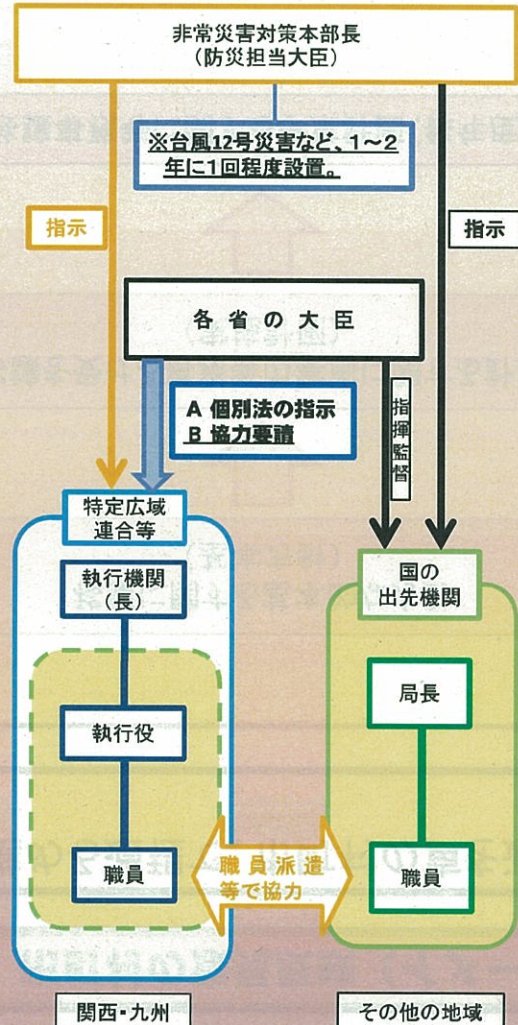 非常災害対策本部長
(防災担当大臣)
※台風12号災害など、1～2
年に1回程度設置。
指示
指示
各省の大臣
A 個別法の指示
B 協力要請
指揮監督
特定広域
連合等
国の
出先機関
執行機関
(長)
局長
執行役
職員
職員派遣
等で協力
職員
関西・九州
その他の地域